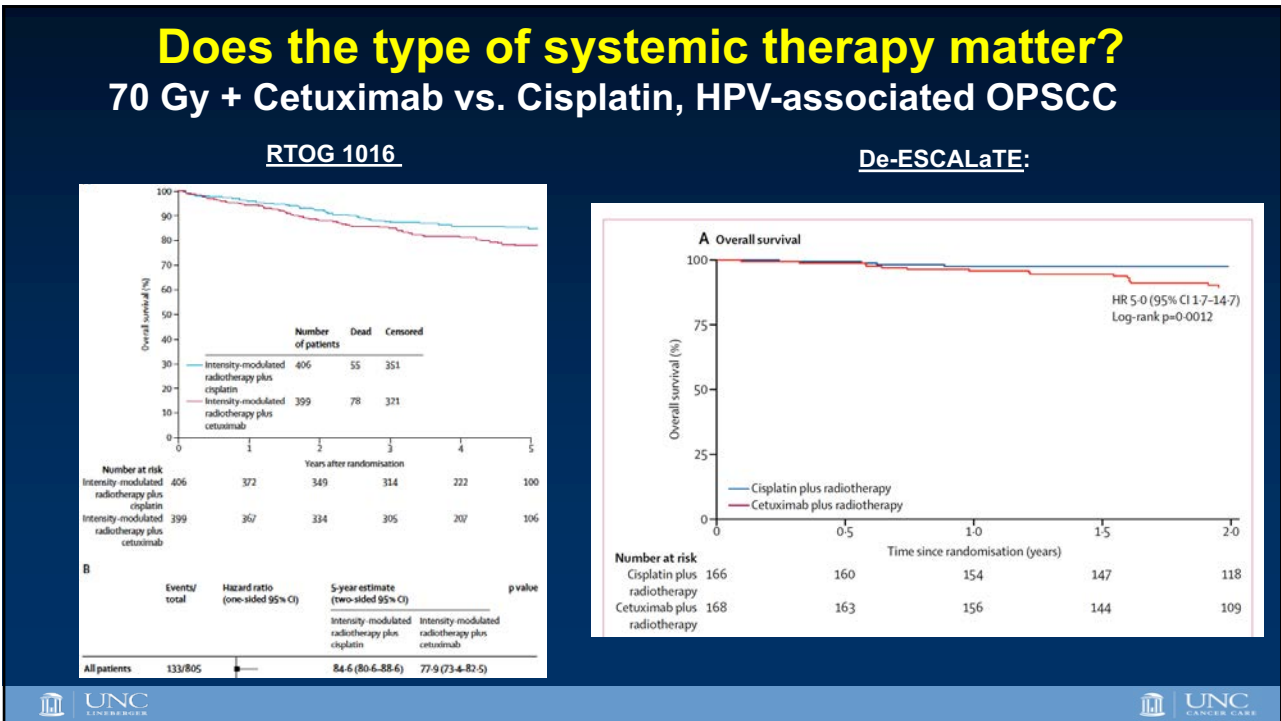 Does the type of systemic therapy matter?
70 Gy + Cetuximab vs. Cisplatin, HPV-associated OPSCC
RTOG 1016
100
90
80
70
60
50
40
30
20
10
0
Overall survival (%)
Number of patients
Dead
Censored
Intensity-modulated radiotherapy plus cisplatin
406
55
351
Intensity-modulated radiotherapy plus cetuximab
399
78
321
0 1 2 3 4 5
Years after randomisation
Number at risk
Intensity-modulated radiotherapy plus cisplatin
406 372 349 314 222 100
Intensity-modulated radiotherapy plus cetuximab
399 367 334 305 207 106
B
Events/ total
Hazard ratio (one-sided 95% CI)
5-year estimate (two-sided 95% CI)
p value
Intensity-modulated radiotherapy plus cisplatin
Intensity-modulated radiotherapy plus cetuximab
All patients 133/805 84·6 (80·6–88·6) 77·9 (73·4–82·5)
De-ESCALaTE:
A Overall survival
100
75
50
25
0
Overall survival (%)
HR 5·0 (95% CI 1·7–14·7)
Log-rank p=0·0012
Cisplatin plus radiotherapy
Cetuximab plus radiotherapy
0 0·5 1·0 1·5 2·0
Time since randomisation (years)
Number at risk
Cisplatin plus radiotherapy
166 160 154 147 118
Cetuximab plus radiotherapy
168 163 156 144 109
UNC
LINEBERGER
UNC
CANCER CARE